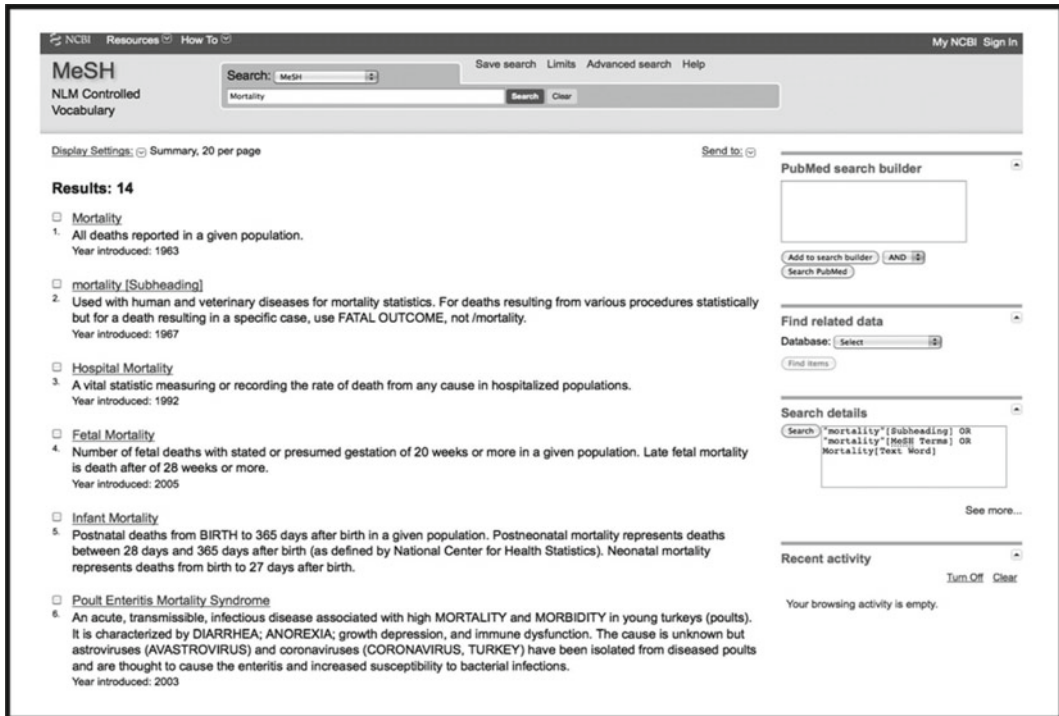 NCBI Resources How To My NCBI Sign In
MeSH
NLM Controlled
Vocabulary
Search: MeSH
Save search Limits Advanced search Help
Mortality Search Clear
Display Settings: Summary, 20 per page Send to:
Results: 14
Mortality
1. All deaths reported in a given population.
Year introduced: 1963
mortality [Subheading]
2. Used with human and veterinary diseases for mortality statistics. For deaths resulting from various procedures statistically
but for a death resulting in a specific case, use FATAL OUTCOME, not /mortality.
Year introduced: 1967
Hospital Mortality
3. A vital statistic measuring or recording the rate of death from any cause in hospitalized populations.
Year introduced: 1992
Fetal Mortality
4. Number of fetal deaths with stated or presumed gestation of 20 weeks or more in a given population. Late fetal mortality
is death after of 28 weeks or more.
Year introduced: 2005
Infant Mortality
5. Postnatal deaths from BIRTH to 365 days after birth in a given population. Postneonatal mortality represents deaths
between 28 days and 365 days after birth (as defined by National Center for Health Statistics). Neonatal mortality
represents deaths from birth to 27 days after birth.
Poult Enteritis Mortality Syndrome
6. An acute, transmissible, infectious disease associated with high MORTALITY and MORBIDITY in young turkeys (poults).
It is characterized by DIARRHEA; ANOREXIA; growth depression, and immune dysfunction. The cause is unknown but
astroviruses (AVASTROVIRUS) and coronaviruses (CORONAVIRUS, TURKEY) have been isolated from diseased poults
and are thought to cause the enteritis and increased susceptibility to bacterial infections.
Year introduced: 2003
PubMed search builder
Add to search builder AND
Search PubMed
Find related data
Database: Select
Find items
Search details
Search "mortality"[Subheading] OR
"mortality"[MeSH Terms] OR
Mortality[Text Word]
See more...
Recent activity
Turn Off Clear
Your browsing activity is empty.